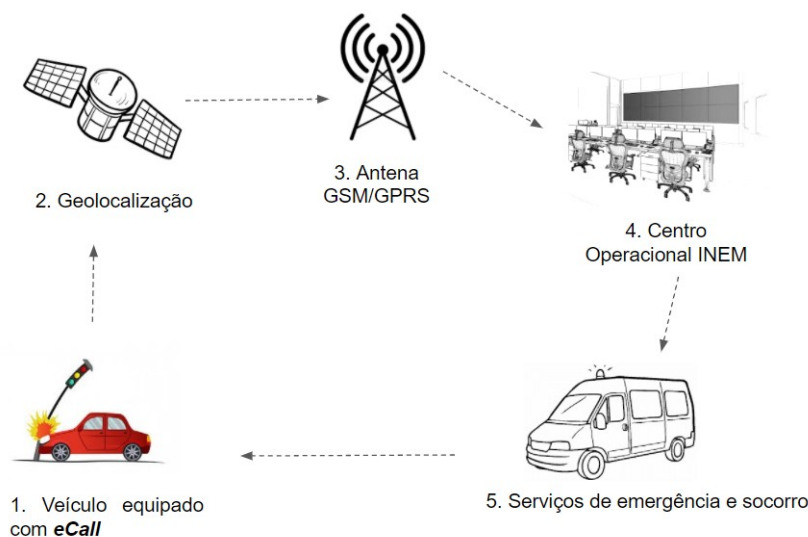 1. Veículo equipado
com eCall
2. Geolocalização
3. Antena
GSM/GPRS
4. Centro
Operacional INEM
5. Serviços de emergência e socorro